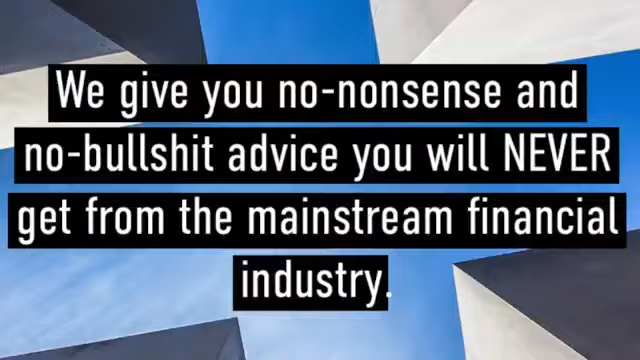 We give you no-nonsense and
no-bullshit advice you will NEVER
get from the mainstream financial
industry.